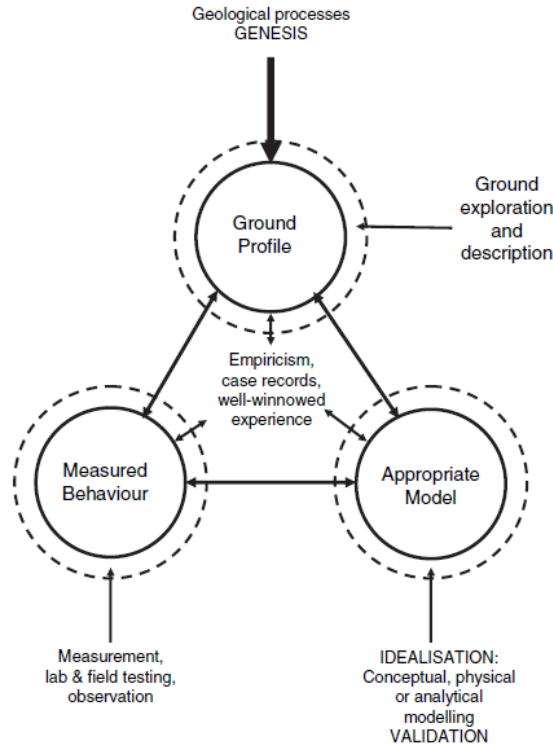 Geological processes
GENESIS
Ground
Profile
Ground
exploration
and
description
Empiricism,
case records,
well-winnowed
experience
Measured
Behaviour
Appropriate
Model
Measurement,
lab & field testing,
observation
IDEALISATION:
Conceptual, physical
or analytical
modelling
VALIDATION